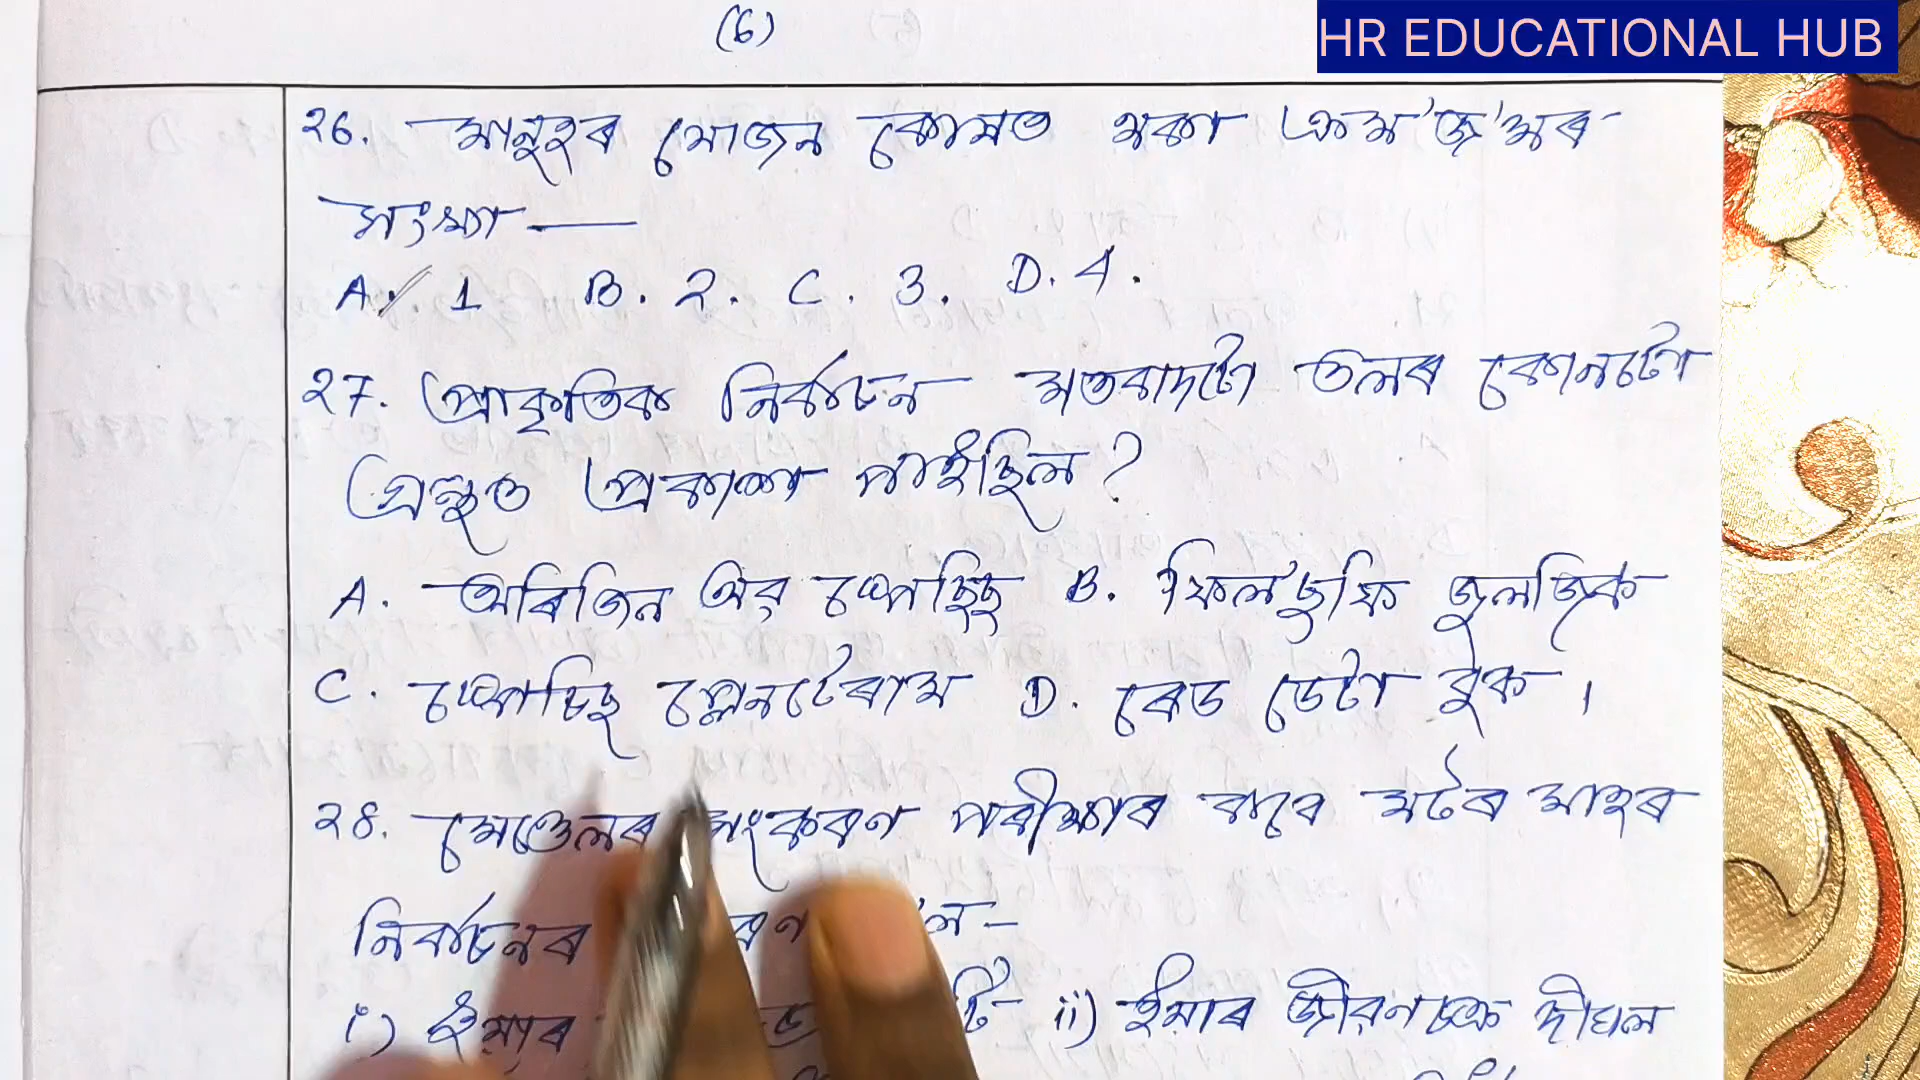 (6)
HR EDUCATIONAL HUB
26. মানুহৰ যোজন কোষত থকা ক্ৰম'জ'মৰ
সংখ্যা —
A. 1 B. 2. C. 3. D. 4.
27. প্ৰাকৃতিক নিৰ্বাচন মতবাদটো তলৰ কোনটো
গ্ৰন্থত প্ৰকাশ পাইছিল?
A. অৰিজিন অৱ স্পেছিছ B. ফিল'ছফি জুলজিক
C. স্পেচিছ প্লেনটেৰাম D. ৰেড ডেটা বুক।
28. মেণ্ডেলৰ সংকৰণ পৰীক্ষাৰ বাবে মটৰ মাহৰ
নিৰ্বাচনৰ
i) ইয়াৰ ii) ইয়াৰ জীৱনচক্ৰ দীঘল